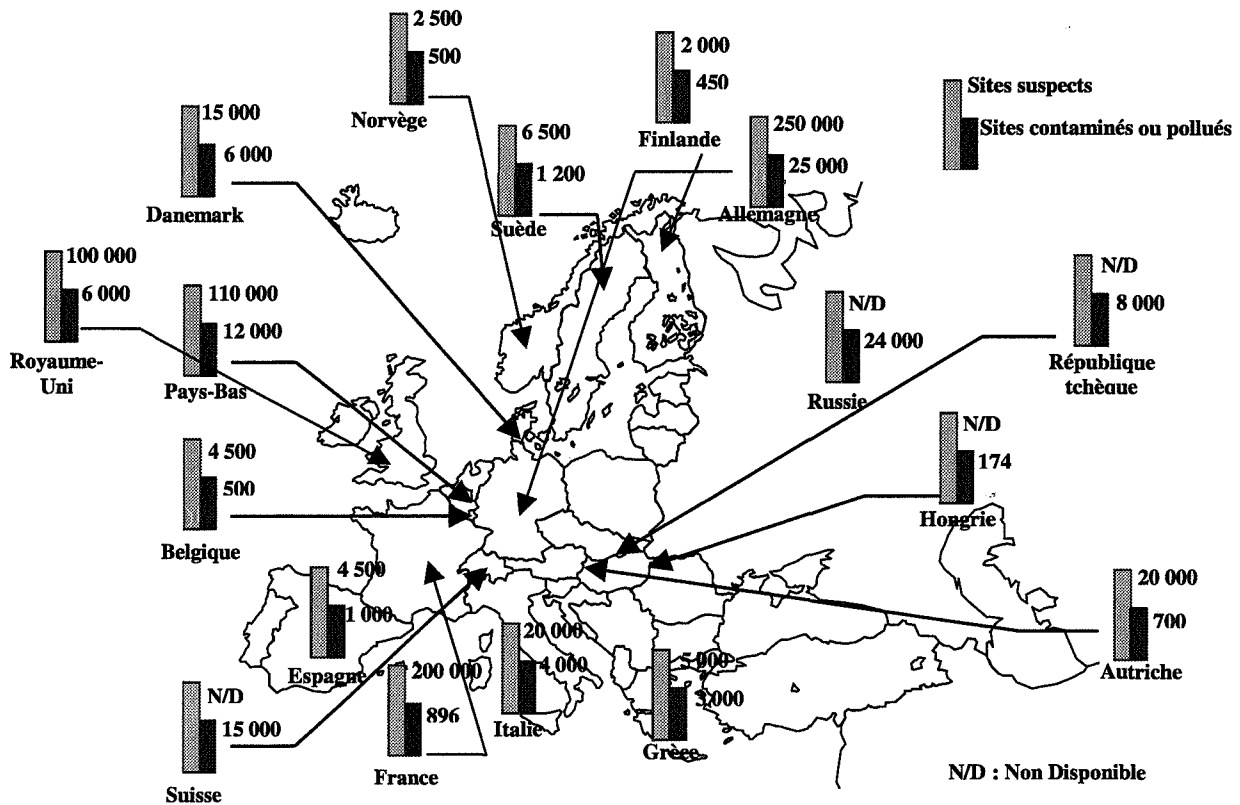 2 500
500
Norvège
2 000
450
Finlande
Sites suspects
Sites contaminés ou pollués
15 000
6 000
Danemark
6 500
1 200
Suède
250 000
25 000
Allemagne
100 000
6 000
Royaume-
Uni
110 000
12 000
Pays-Bas
N/D
24 000
Russie
N/D
8 000
République
tchèque
4 500
500
Belgique
N/D
174
Hongrie
4 500
1 000
Espagne
20 000
4 000
Italie
5 000
3 000
Grèce
20 000
700
Autriche
N/D
15 000
Suisse
200 000
896
France
N/D : Non Disponible